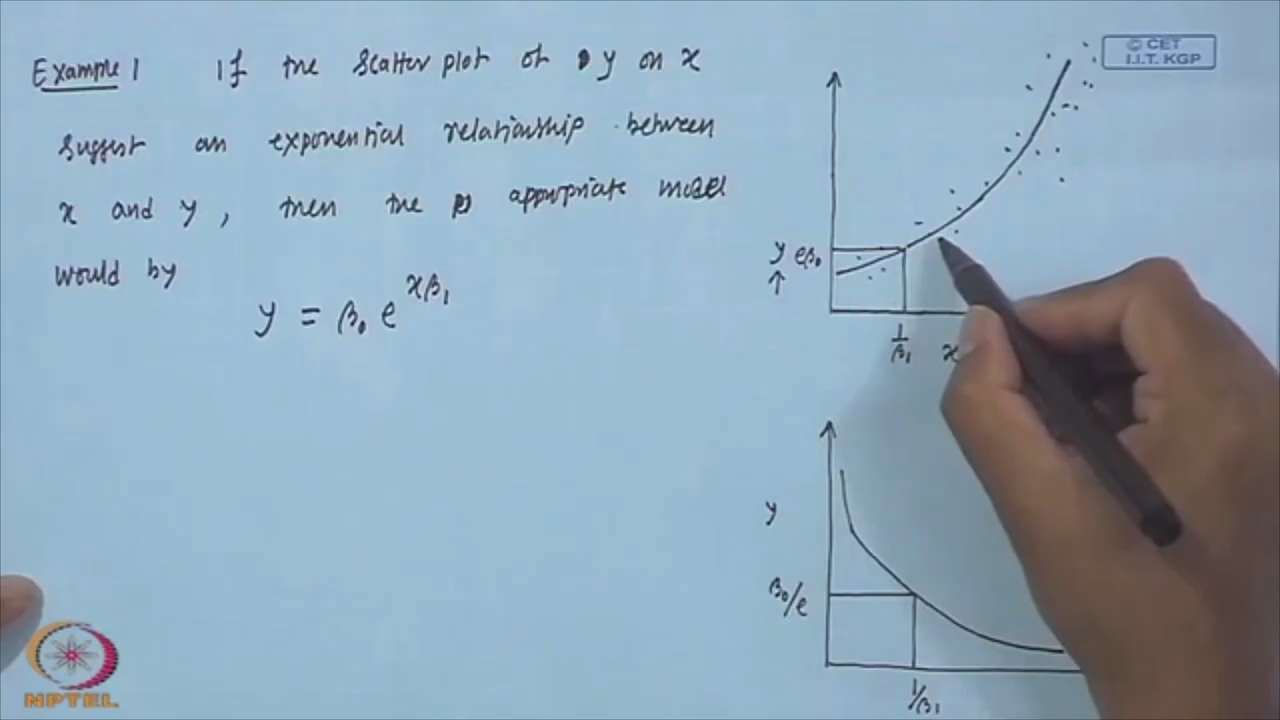 Example 1 If the scatter plot of y on x
suggest an exponential relationship between
x and y, then the appropriate model
would by
y = β₀ e^{xβ₁}
© CET
I.I.T. KGP
y eβ₀
↑
1/β₁ x
y
β₀/e
1/β₁
NPTEL